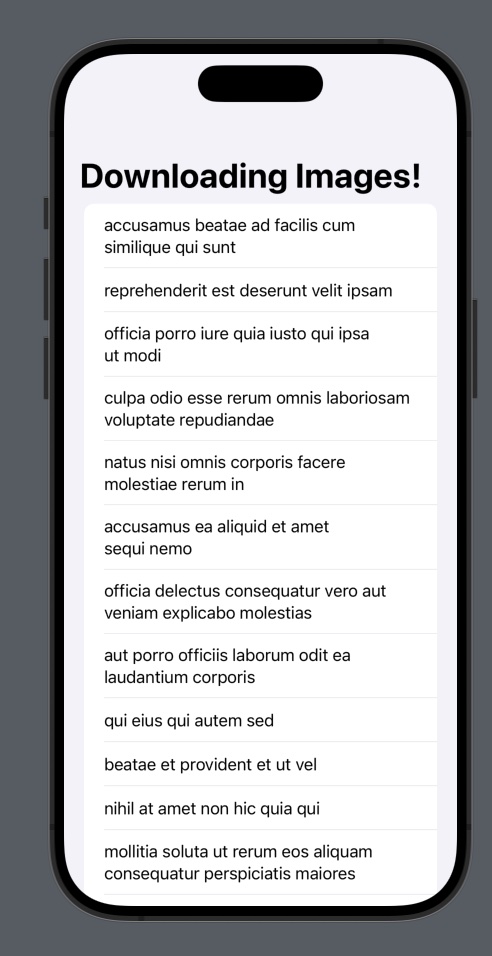 Downloading Images!
accusamus beatae ad facilis cum
similique qui sunt
reprehenderit est deserunt velit ipsam
officia porro iure quia iusto qui ipsa
ut modi
culpa odio esse rerum omnis laboriosam
voluptate repudiandae
natus nisi omnis corporis facere
molestiae rerum in
accusamus ea aliquid et amet
sequi nemo
officia delectus consequatur vero aut
veniam explicabo molestias
aut porro officiis laborum odit ea
laudantium corporis
qui eius qui autem sed
beatae et provident et ut vel
nihil at amet non hic quia qui
mollitia soluta ut rerum eos aliquam
consequatur perspiciatis maiores